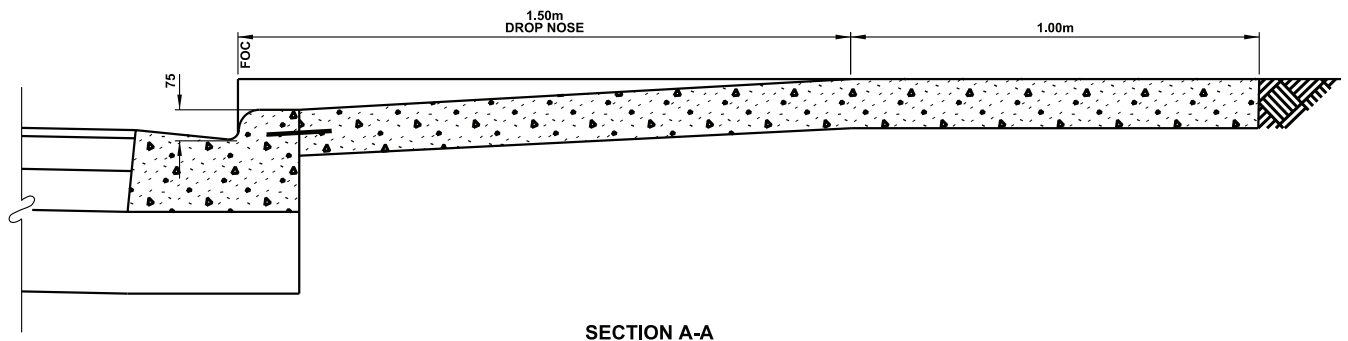 1.50m
DROP NOSE
1.00m
FOC
75
SECTION A-A